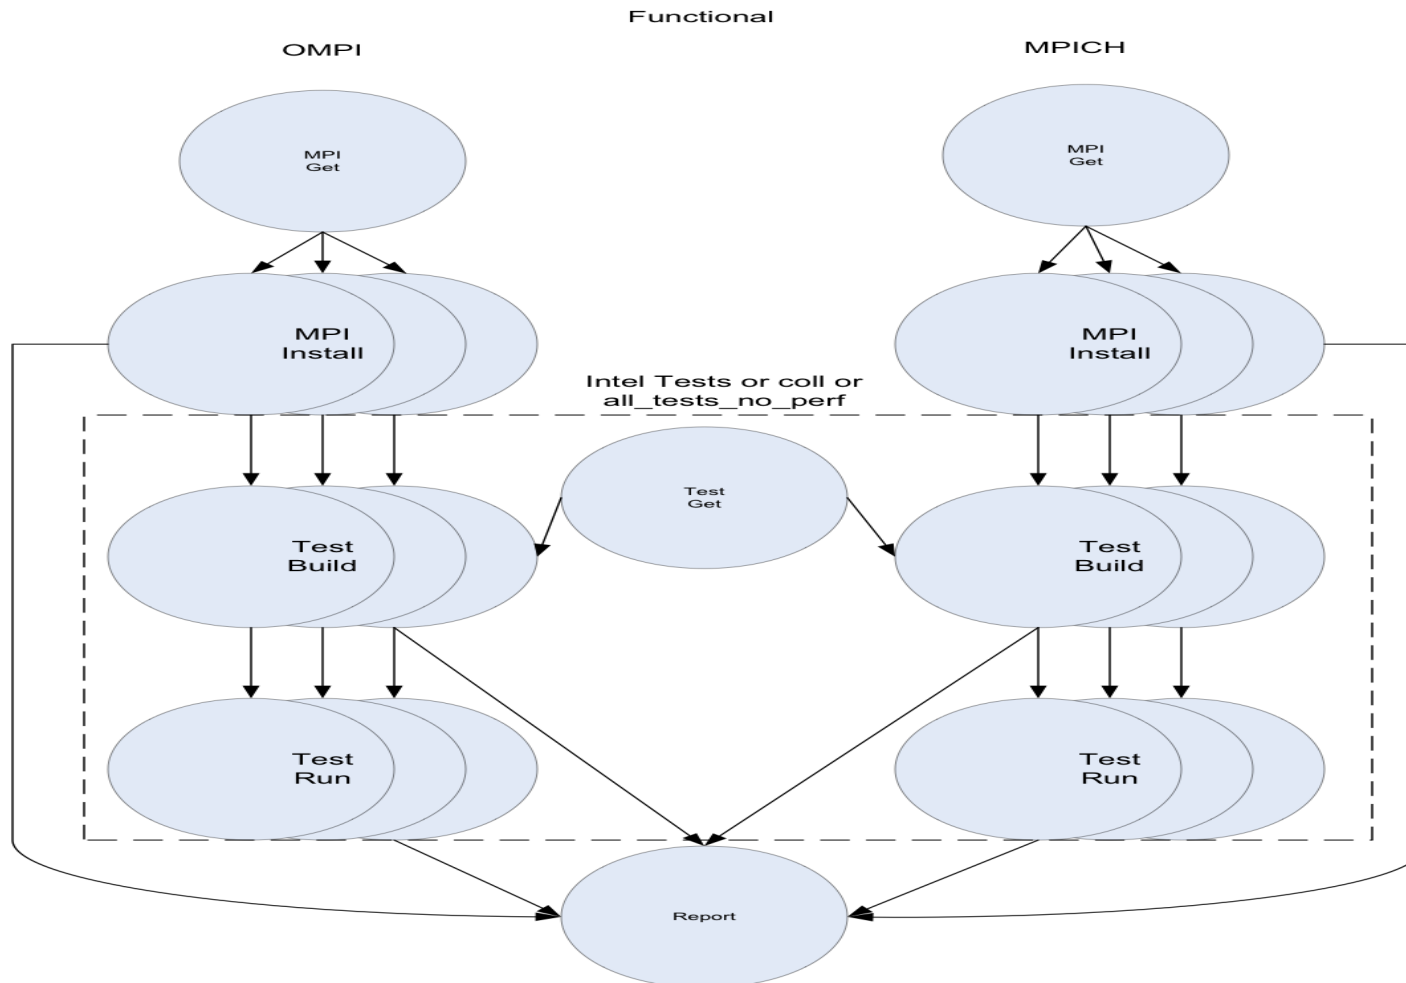 Functional
OMPI
MPICH
MPI
Get
MPI
Get
MPI
Install
MPI
Install
Intel Tests or coll or
all_tests_no_perf
Test
Get
Test
Build
Test
Build
Test
Run
Test
Run
Report